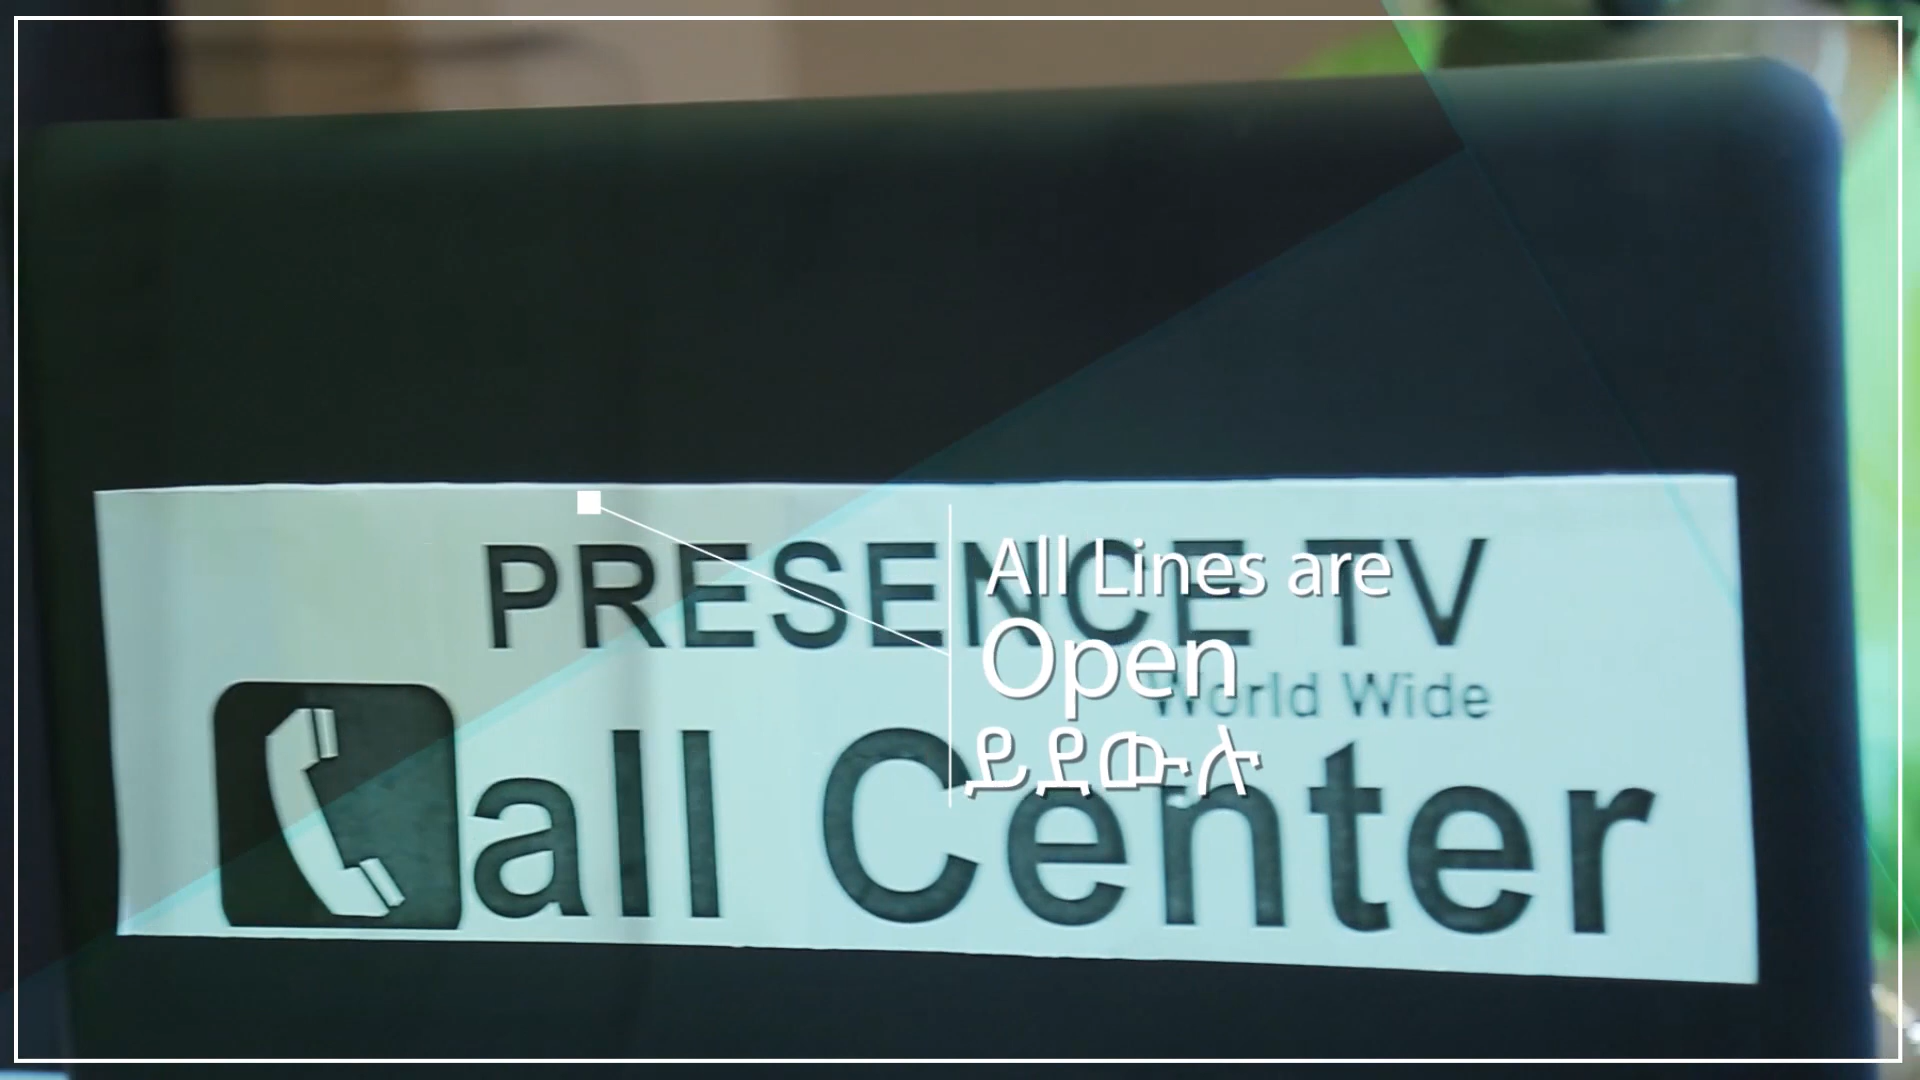 PRESENCE TV
World Wide
Call Center
All Lines are
Open
ይደውሉ